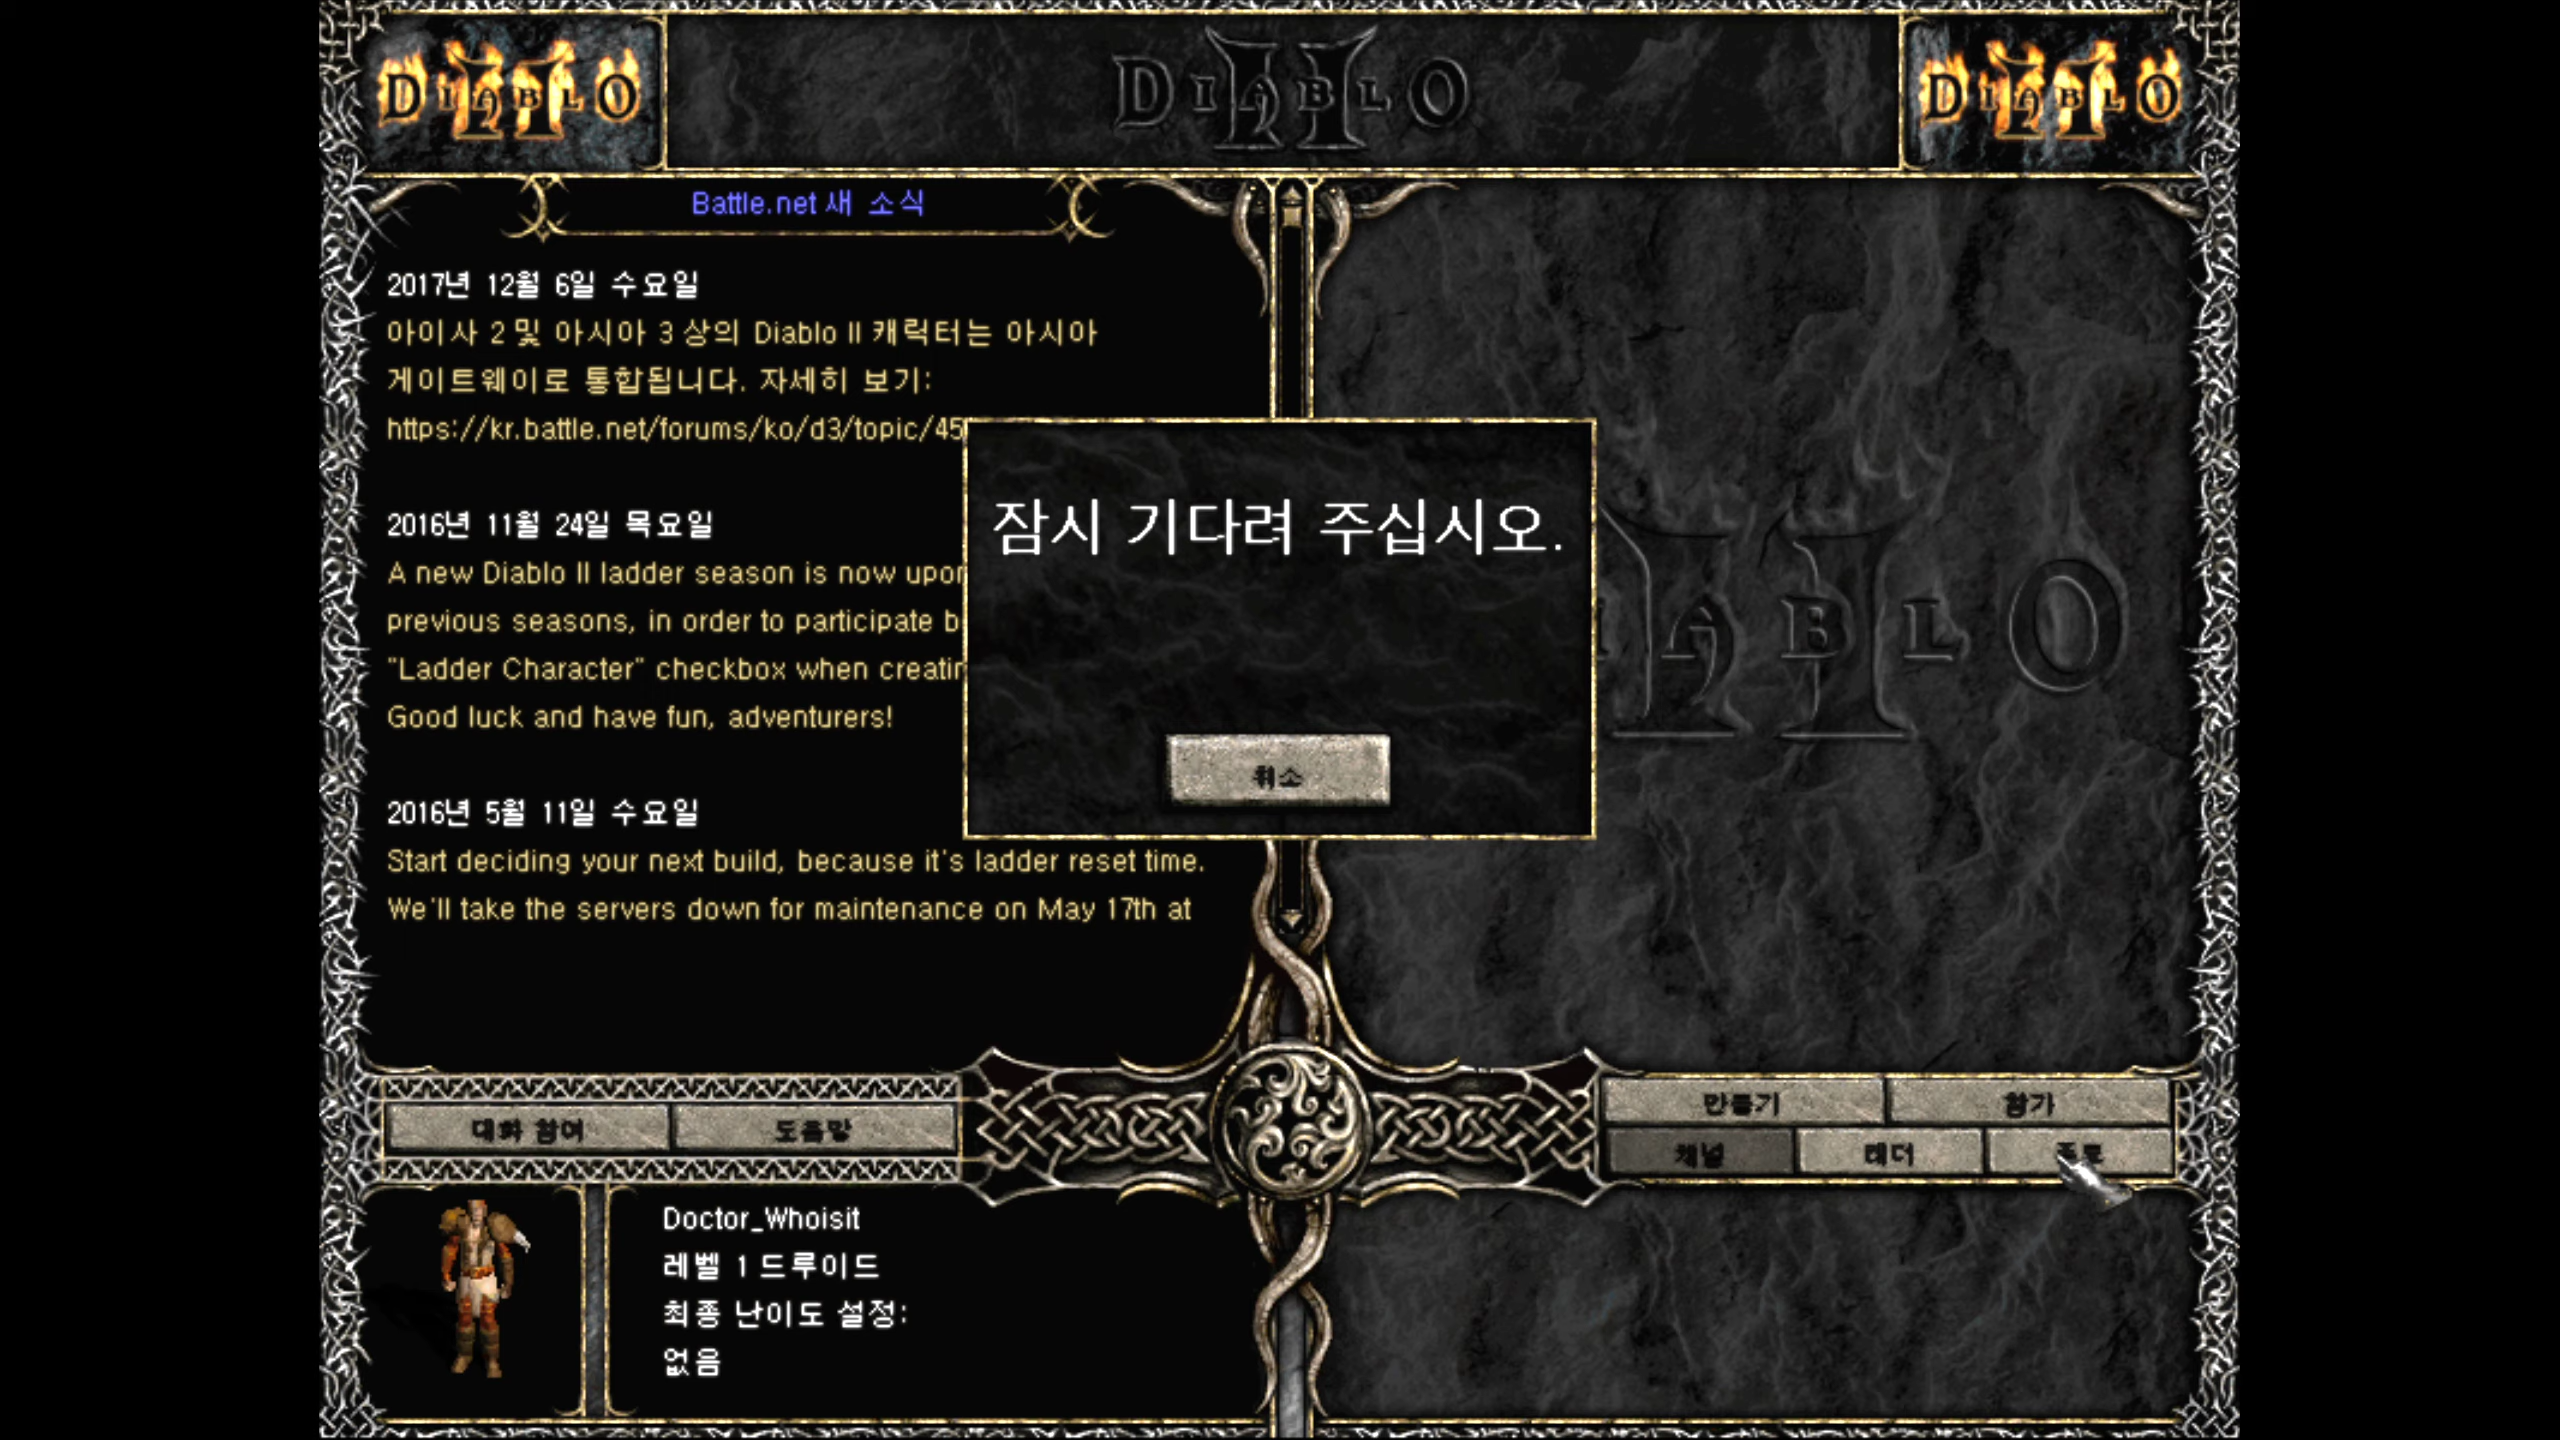 DIABLO II
DIABLO II
DIABLO II
Battle.net 새 소식
2017년 12월 6일 수요일
아이사 2 및 아시아 3 상의 Diablo II 캐릭터는 아시아
게이트웨이로 통합됩니다. 자세히 보기:
https://kr.battle.net/forums/ko/d3/topic/45
2016년 11월 24일 목요일
A new Diablo II ladder season is now upon
previous seasons, in order to participate
"Ladder Character" checkbox when
Good luck and have fun, adventurers!
2016년 5월 11일 수요일
Start deciding your next build, because it's ladder reset time.
We'll take the servers down for maintenance on May 17th at
잠시 기다려 주십시오.
취소
DIABLO II
대화 참여
도움말
만들기
참가
채널
래더
종료
Doctor_Whoisit
레벨 1 드루이드
최종 난이도 설정:
없음